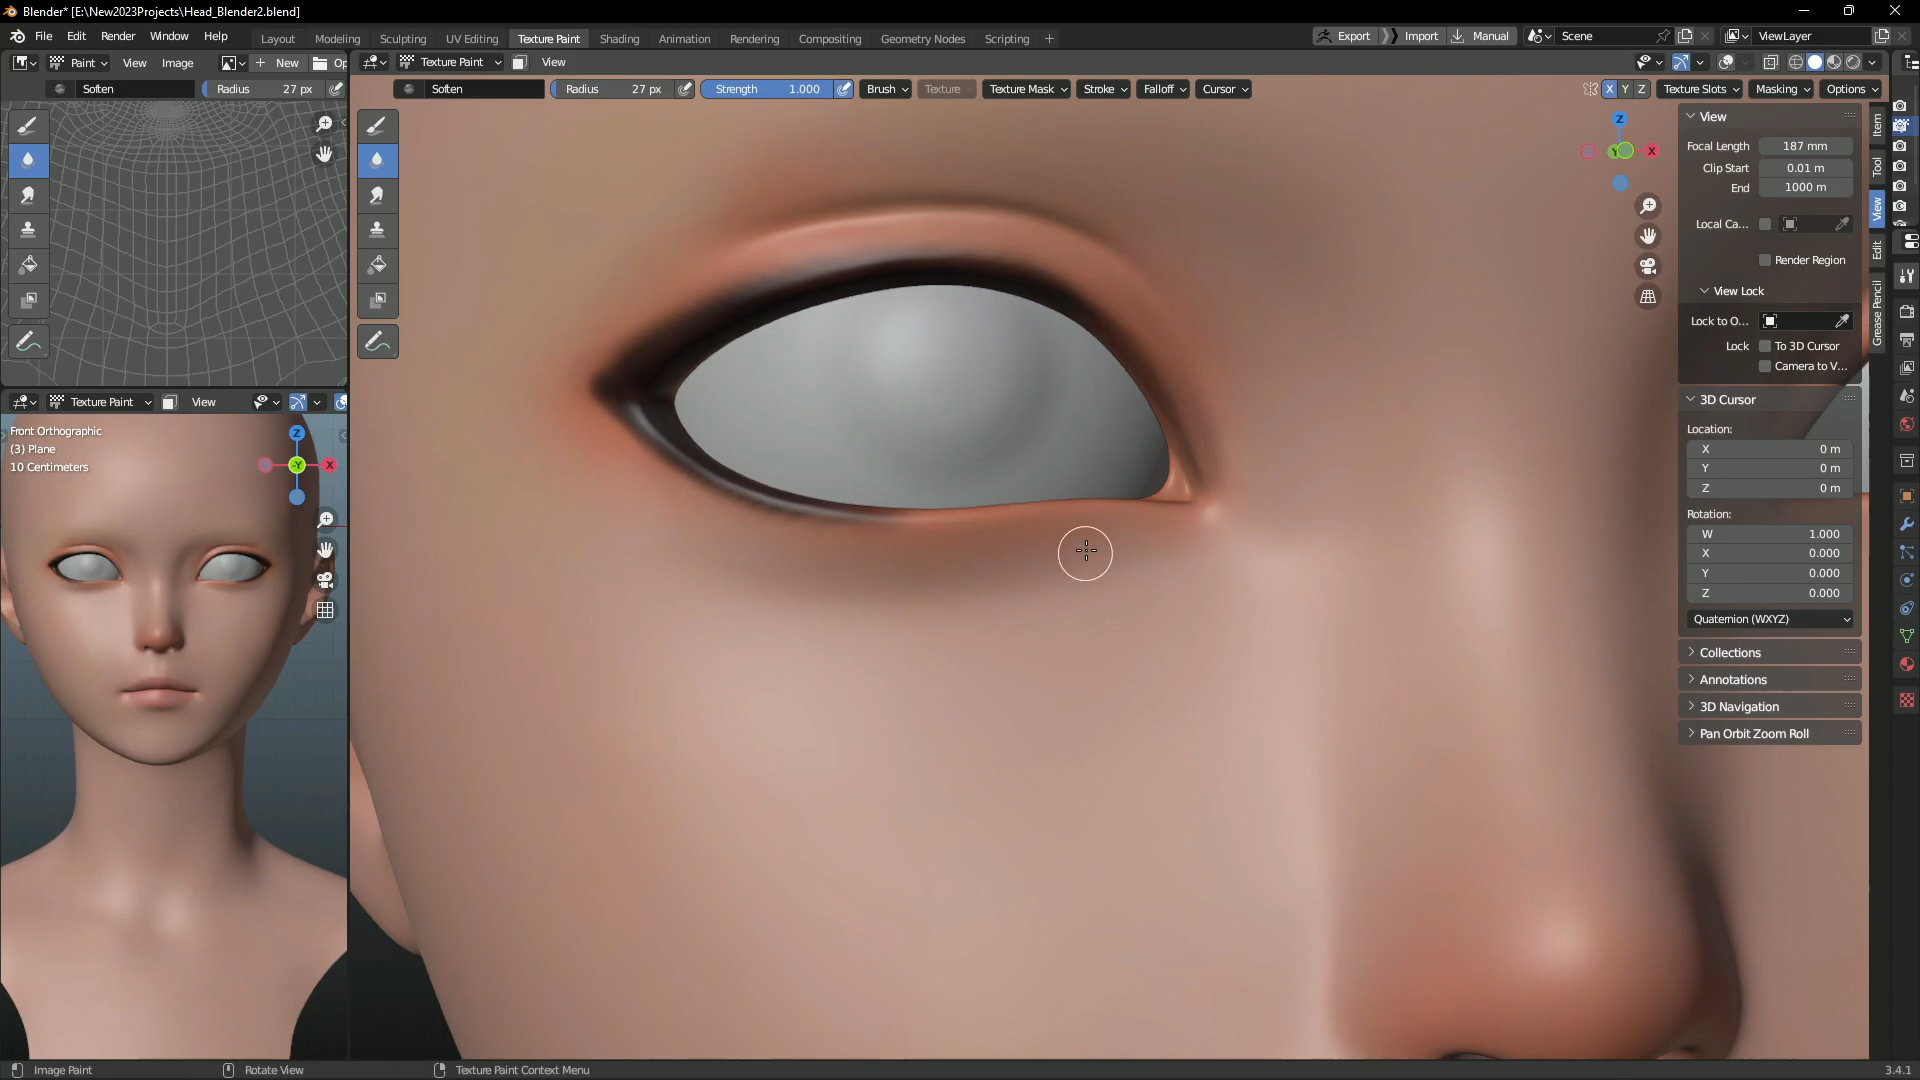 Blender* [E:\New2023Projects\Head_Blender2.blend]
File Edit Render Window Help
Layout Modeling Sculpting UV Editing Texture Paint Shading Animation Rendering Compositing Geometry Nodes Scripting +
Export Import Manual Scene ViewLayer
Paint View Image + New Op
Texture Paint View
Soften Radius 27 px
Soften Radius 27 px Strength 1.000 Brush Texture Texture Mask Stroke Falloff Cursor
X Y Z Texture Slots Masking Options
View
Focal Length 187 mm
Clip Start 0.01 m
End 1000 m
Local Ca...
Render Region
View Lock
Lock to O...
Lock To 3D Cursor
Camera to V...
3D Cursor
Location:
X 0 m
Y 0 m
Z 0 m
Rotation:
W 1.000
X 0.000
Y 0.000
Z 0.000
Quaternion (WXYZ)
Collections
Annotations
3D Navigation
Pan Orbit Zoom Roll
Item
Tool
View
Edit
Grease Pencil
Z
Y
X
Texture Paint View
Front Orthographic
(3) Plane
10 Centimeters
Z
-Y
X
Image Paint Rotate View Texture Paint Context Menu 3.4.1